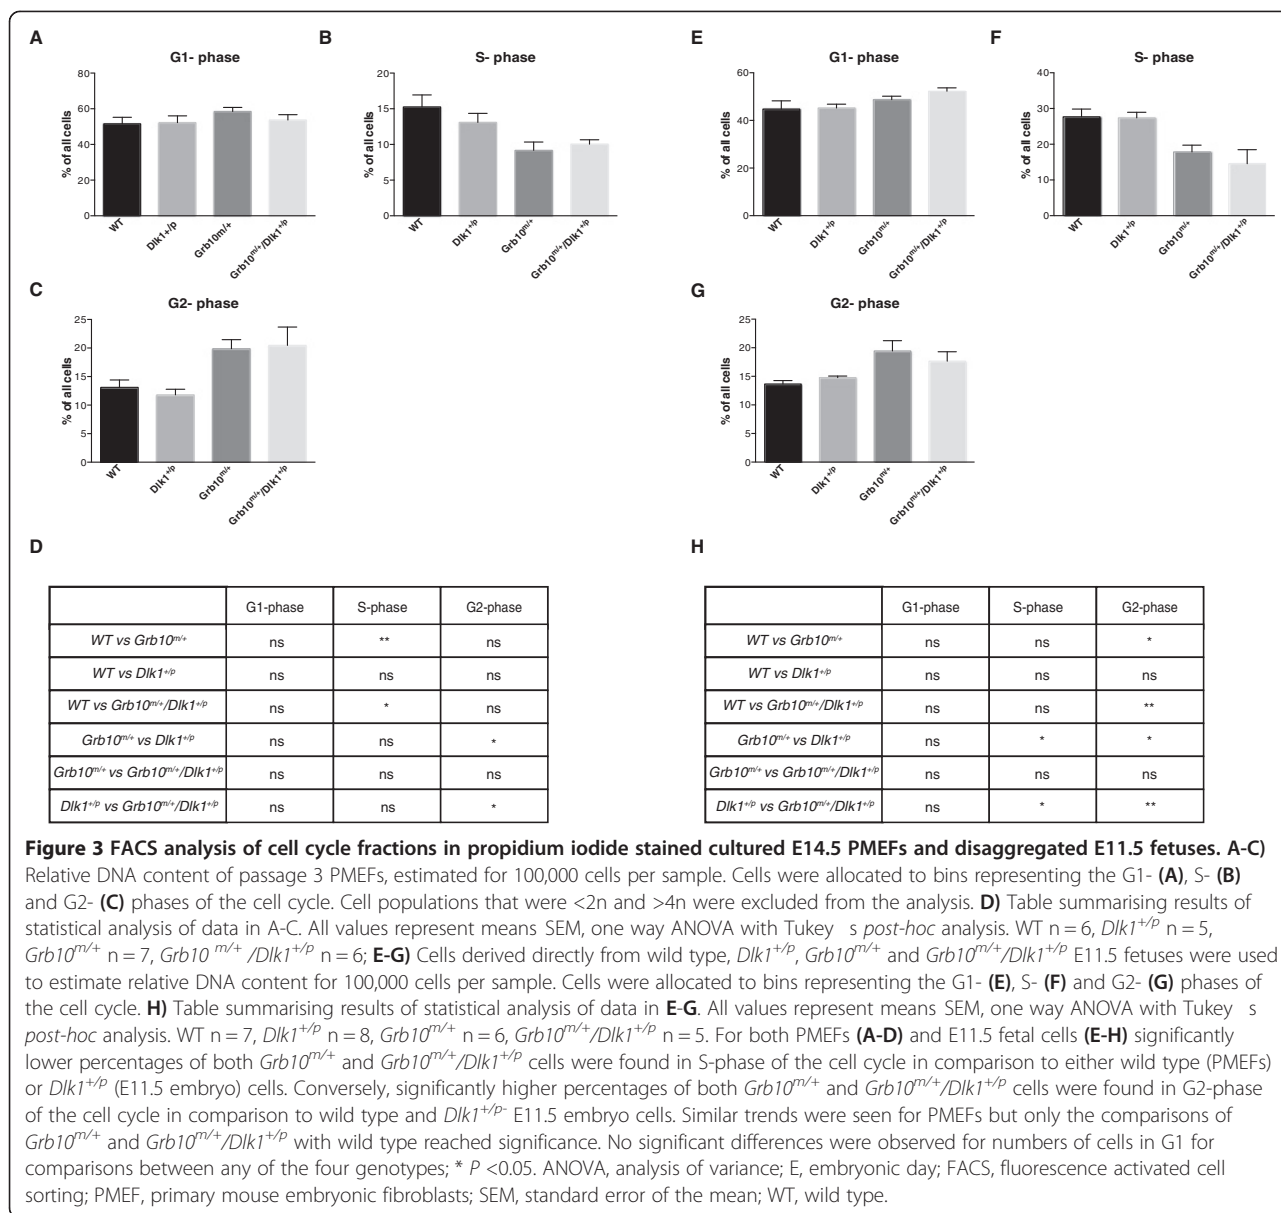 A
G1- phase
% of all cells
80
60
40
20
0
WT
Dlk1+/p
Grb10m/+
Grb10m/+/Dlk1+/p
B
S- phase
% of all cells
20
15
10
5
0
WT
Dlk1+/p
Grb10m/+
Grb10m/+/Dlk1+/p
E
G1- phase
% of all cells
60
40
20
0
WT
Dlk1+/p
Grb10m/+
Grb10m/+/Dlk1+/p
F
S- phase
% of all cells
40
30
20
10
0
WT
Dlk1+/p
Grb10m/+
Grb10m/+/Dlk1+/p
C
G2- phase
% of all cells
25
20
15
10
5
0
WT
Dlk1+/p
Grb10m/+
Grb10m/+/Dlk1+/p
G
G2- phase
% of all cells
25
20
15
10
5
0
WT
Dlk1+/p
Grb10m/+
Grb10m/+/Dlk1+/p
D
G1-phase S-phase G2-phase
WT vs Grb10m/+ ns ** ns
WT vs Dlk1+/p ns ns ns
WT vs Grb10m/+/Dlk1+/p ns * ns
Grb10m/+ vs Dlk1+/p ns ns *
Grb10m/+ vs Grb10m/+/Dlk1+/p ns ns ns
Dlk1+/p vs Grb10m/+/Dlk1+/p ns ns *
H
G1-phase S-phase G2-phase
WT vs Grb10m/+ ns ns *
WT vs Dlk1+/p ns ns ns
WT vs Grb10m/+/Dlk1+/p ns ns **
Grb10m/+ vs Dlk1+/p ns * *
Grb10m/+ vs Grb10m/+/Dlk1+/p ns ns ns
Dlk1+/p vs Grb10m/+/Dlk1+/p ns * **
Figure 3 FACS analysis of cell cycle fractions in propidium iodide stained cultured E14.5 PMEFs and disaggregated E11.5 fetuses. A-C)
Relative DNA content of passage 3 PMEFs, estimated for 100,000 cells per sample. Cells were allocated to bins representing the G1- (A), S- (B)
and G2- (C) phases of the cell cycle. Cell populations that were <2n and >4n were excluded from the analysis. D) Table summarising results of
statistical analysis of data in A-C. All values represent means SEM, one way ANOVA with Tukey s post-hoc analysis. WT n = 6, Dlk1+/p n = 5,
Grb10m/+ n = 7, Grb10 m/+ /Dlk1+/p n = 6; E-G) Cells derived directly from wild type, Dlk1+/p, Grb10m/+ and Grb10m/+/Dlk1+/p E11.5 fetuses were used
to estimate relative DNA content for 100,000 cells per sample. Cells were allocated to bins representing the G1- (E), S- (F) and G2- (G) phases of
the cell cycle. H) Table summarising results of statistical analysis of data in E-G. All values represent means SEM, one way ANOVA with Tukey s
post-hoc analysis. WT n = 7, Dlk1+/p n = 8, Grb10m/+ n = 6, Grb10m/+/Dlk1+/p n = 5. For both PMEFs (A-D) and E11.5 fetal cells (E-H) significantly
lower percentages of both Grb10m/+ and Grb10m/+/Dlk1+/p cells were found in S-phase of the cell cycle in comparison to either wild type (PMEFs)
or Dlk1+/p (E11.5 embryo) cells. Conversely, significantly higher percentages of both Grb10m/+ and Grb10m/+/Dlk1+/p cells were found in G2-phase
of the cell cycle in comparison to wild type and Dlk1+/p- E11.5 embryo cells. Similar trends were seen for PMEFs but only the comparisons of
Grb10m/+ and Grb10m/+/Dlk1+/p with wild type reached significance. No significant differences were observed for numbers of cells in G1 for
comparisons between any of the four genotypes; * P <0.05. ANOVA, analysis of variance; E, embryonic day; FACS, fluorescence activated cell
sorting; PMEF, primary mouse embryonic fibroblasts; SEM, standard error of the mean; WT, wild type.